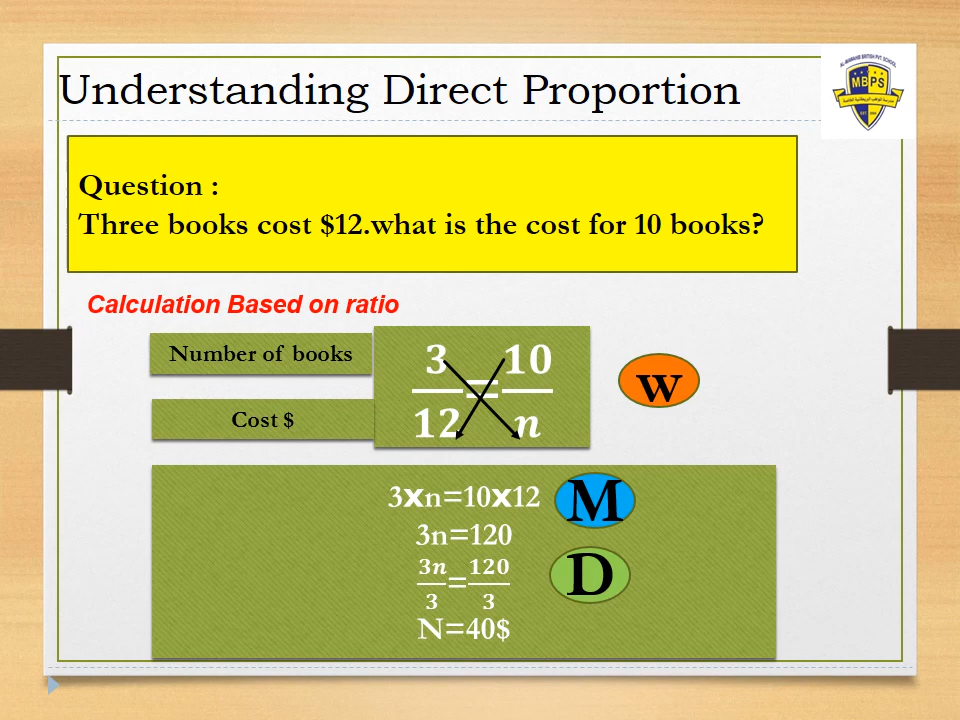 Understanding Direct Proportion
MBPS
Question :
Three books cost $12.what is the cost for 10 books?
Calculation Based on ratio
Number of books
Cost $
3/12=10/n
w
3xn=10x12
M
3n=120
3n/3=120/3
D
N=40$